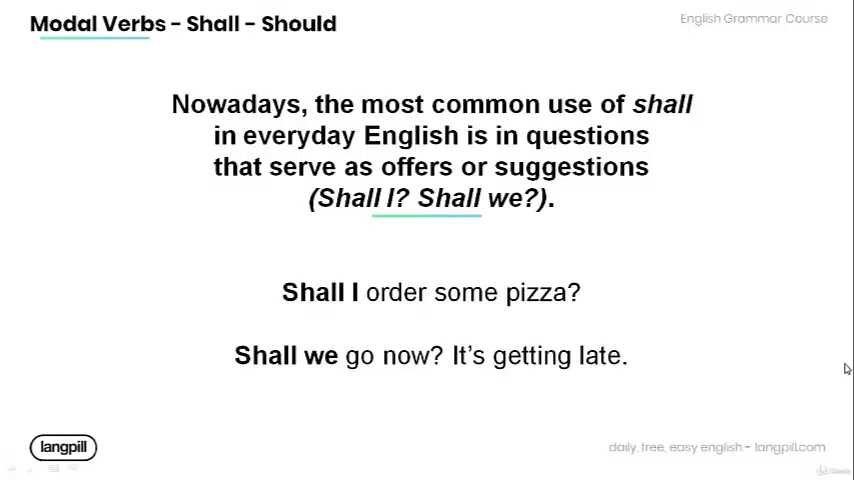 Modal Verbs - Shall - Should
English Grammar Course
Nowadays, the most common use of shall
in everyday English is in questions
that serve as offers or suggestions
(Shall I? Shall we?).
Shall I order some pizza?
Shall we go now? It's getting late.
langpill
daily, free, easy english - langpill.com
Udemy